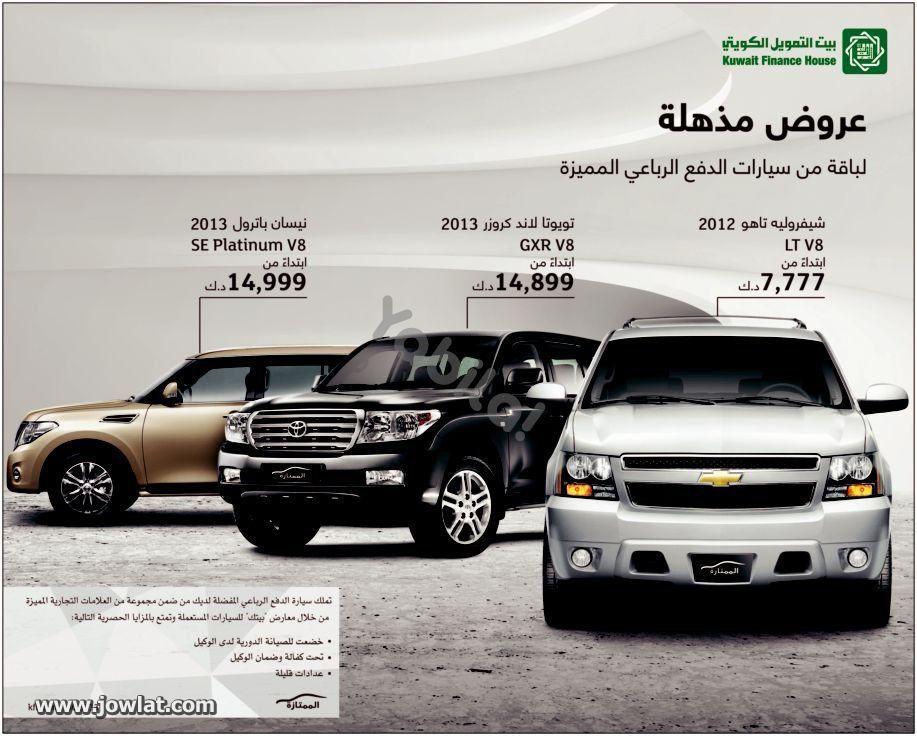 بيت التمويل الكويتي
Kuwait Finance House
عروض مذهلة
لباقة من سيارات الدفع الرباعي المميزة
شيفروليه تاهو 2012
LT V8
ابتداءً من
7,777 د.ك
تويوتا لاند كروزر 2013
GXR V8
ابتداءً من
14,899 د.ك
نيسان باترول 2013
SE Platinum V8
ابتداءً من
14,999 د.ك
Yabila!
الممتازة
الممتازة
تملك سيارة الدفع الرباعي المفضلة لديك من ضمن مجموعة من العلامات التجارية المميزة
من خلال معارض "بيتك" للسيارات المستعملة وتمتع بالمزايا الحصرية التالية:
• خضعت للصيانة الدورية لدى الوكيل
• تحت كفالة وضمان الوكيل
• عدادات قليلة
الممتازة
www.jowlat.com